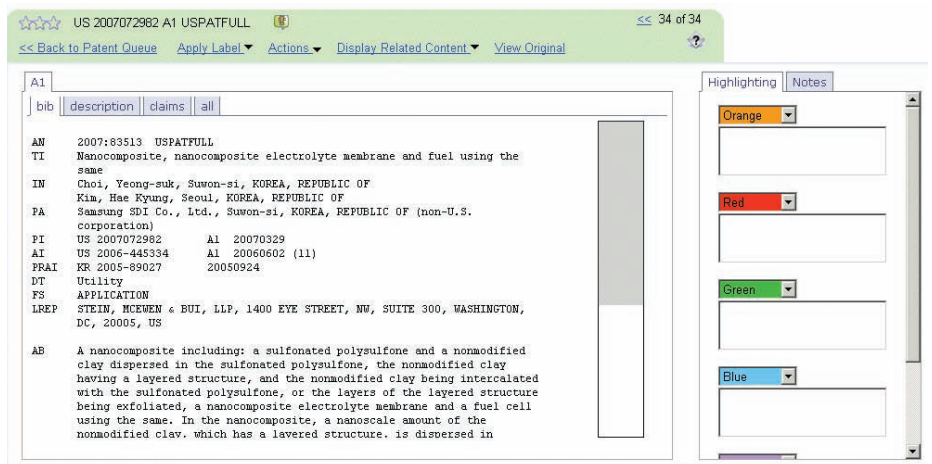 US 2007072982 A1 USPATFULL
<< 34 of 34
<< Back to Patent Queue Apply Label Actions Display Related Content View Original
?
A1
bib description claims all
AN 2007:83513 USPATFULL
TI Nanocomposite, nanocomposite electrolyte membrane and fuel using the
same
IN Choi, Yeong-suk, Suwon-si, KOREA, REPUBLIC OF
Kim, Hae Kyung, Seoul, KOREA, REPUBLIC OF
PA Samsung SDI Co., Ltd., Suwon-si, KOREA, REPUBLIC OF (non-U.S.
corporation)
PI US 2007072982 A1 20070329
AI US 2006-445334 A1 20060602 (11)
PRAI KR 2005-89027 20050924
DT Utility
FS APPLICATION
LREP STEIN, MCEWEN & BUI, LLP, 1400 EYE STREET, NW, SUITE 300, WASHINGTON,
DC, 20005, US
AB A nanocomposite including: a sulfonated polysulfone and a nonmodified
clay dispersed in the sulfonated polysulfone, the nonmodified clay
having a layered structure, and the nonmodified clay being intercalated
with the sulfonated polysulfone, or the layers of the layered structure
being exfoliated, a nanocomposite electrolyte membrane and a fuel cell
using the same. In the nanocomposite, a nanoscale amount of the
nonmodified clay, which has a layered structure, is dispersed in
Highlighting Notes
Orange
Red
Green
Blue